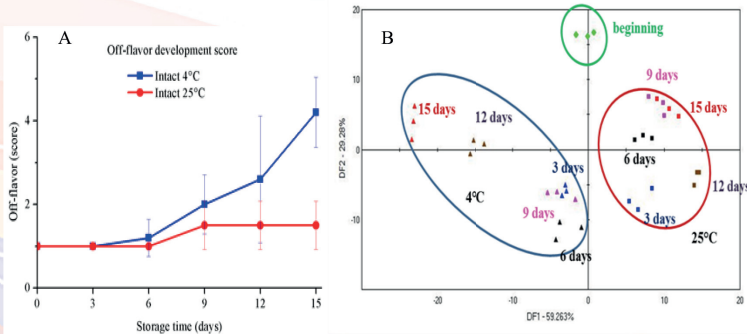 A
Off-flavor development score
Intact 4°C
Intact 25°C
6
4
2
0
Off-flavor (score)
0 3 6 9 12 15
Storage time (days)
B
beginning
9 days
15 days
6 days
12 days
3 days
25°C
15 days
12 days
3 days
4°C
9 days
6 days
20
10
0
-10
-20
DF2 - 29.28%
-20 -10 0 10
DF1 - 59.263%